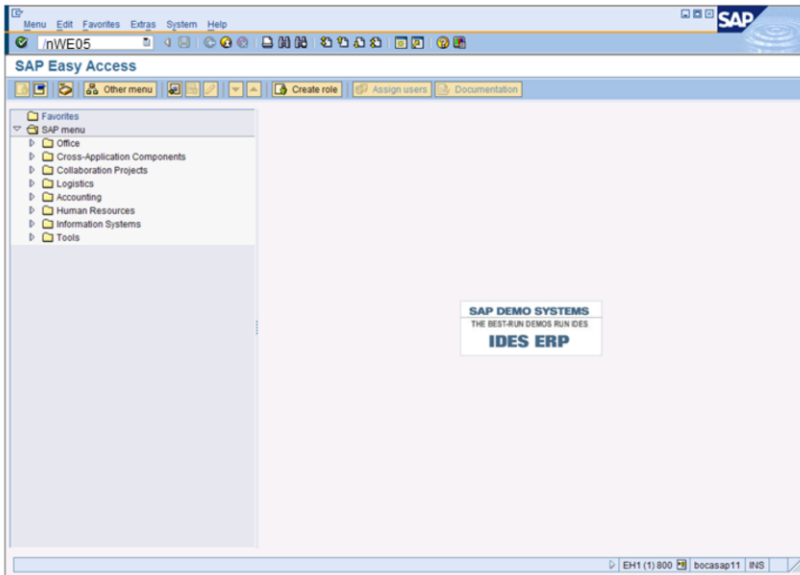 Menu Edit Favorites Extras System Help
SAP
/nWE05
SAP Easy Access
Other menu Create role Assign users Documentation
Favorites
SAP menu
Office
Cross-Application Components
Collaboration Projects
Logistics
Accounting
Human Resources
Information Systems
Tools
SAP DEMO SYSTEMS
THE BEST-RUN DEMOS RUN IDES
IDES ERP
EH1 (1) 800 bocasap11 INS